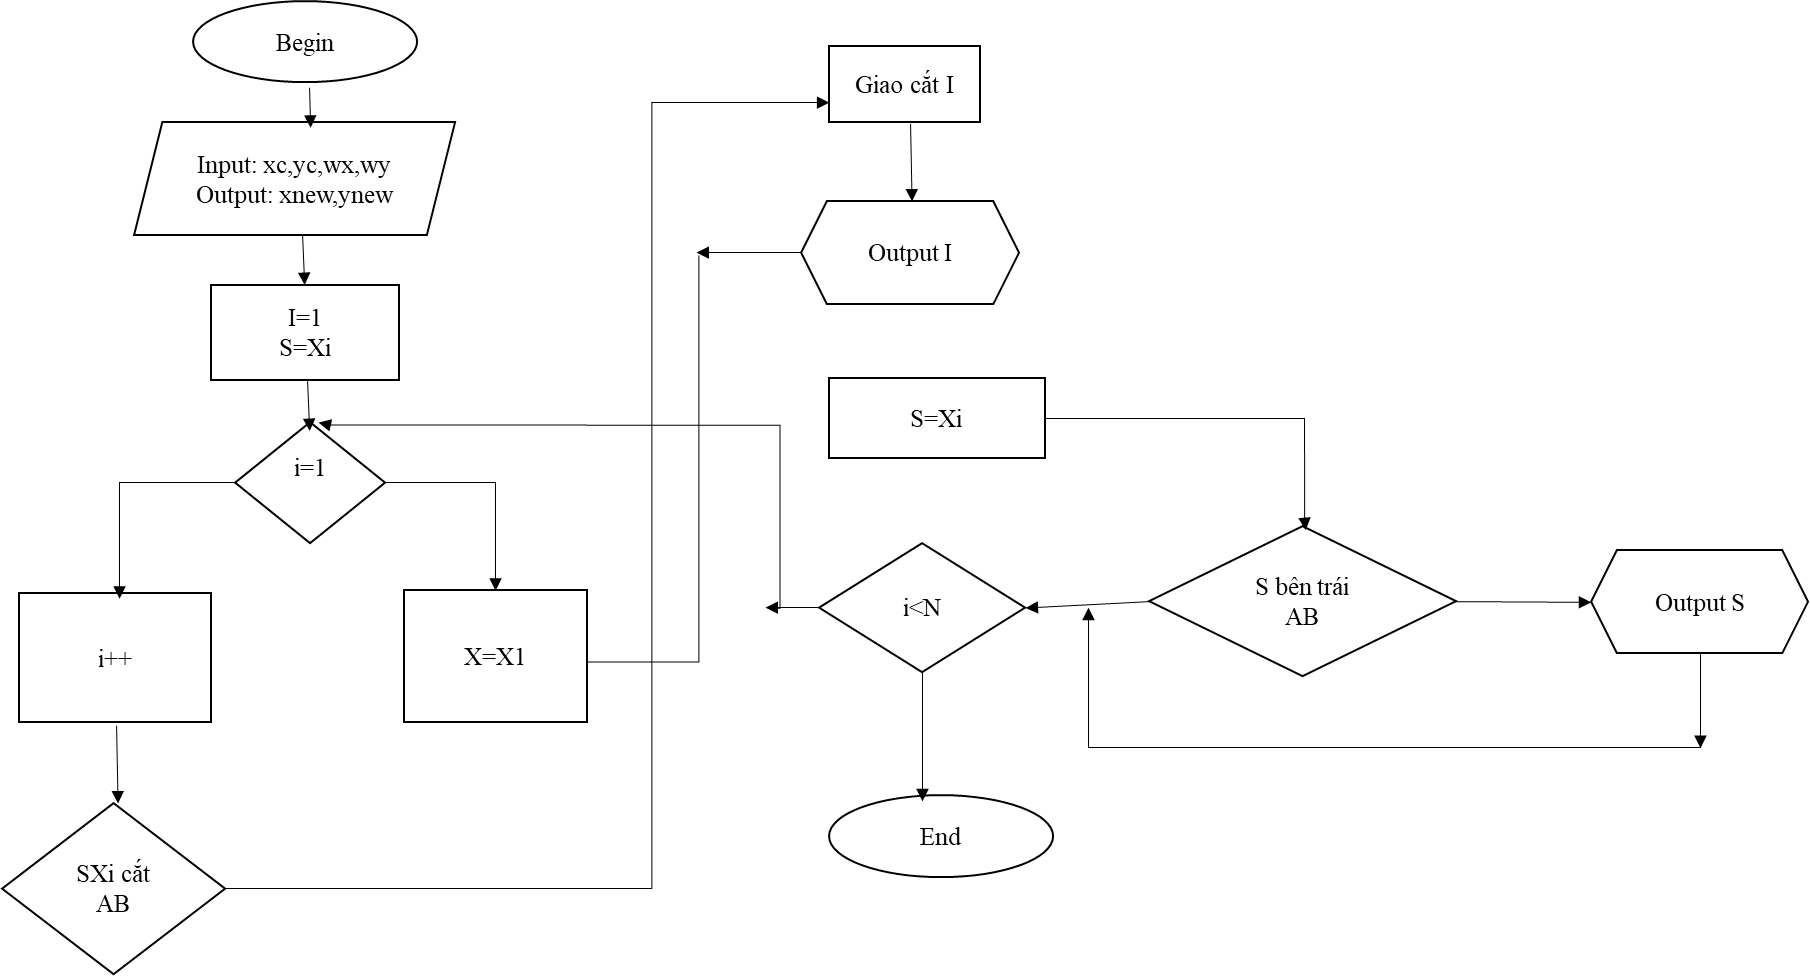 Begin
Input: xc,yc,wx,wy
Output: xnew,ynew
I=1
S=Xi
i=1
i++
X=X1
SXi cắt
AB
Giao cắt I
Output I
S=Xi
i<N
S bên trái
AB
Output S
End